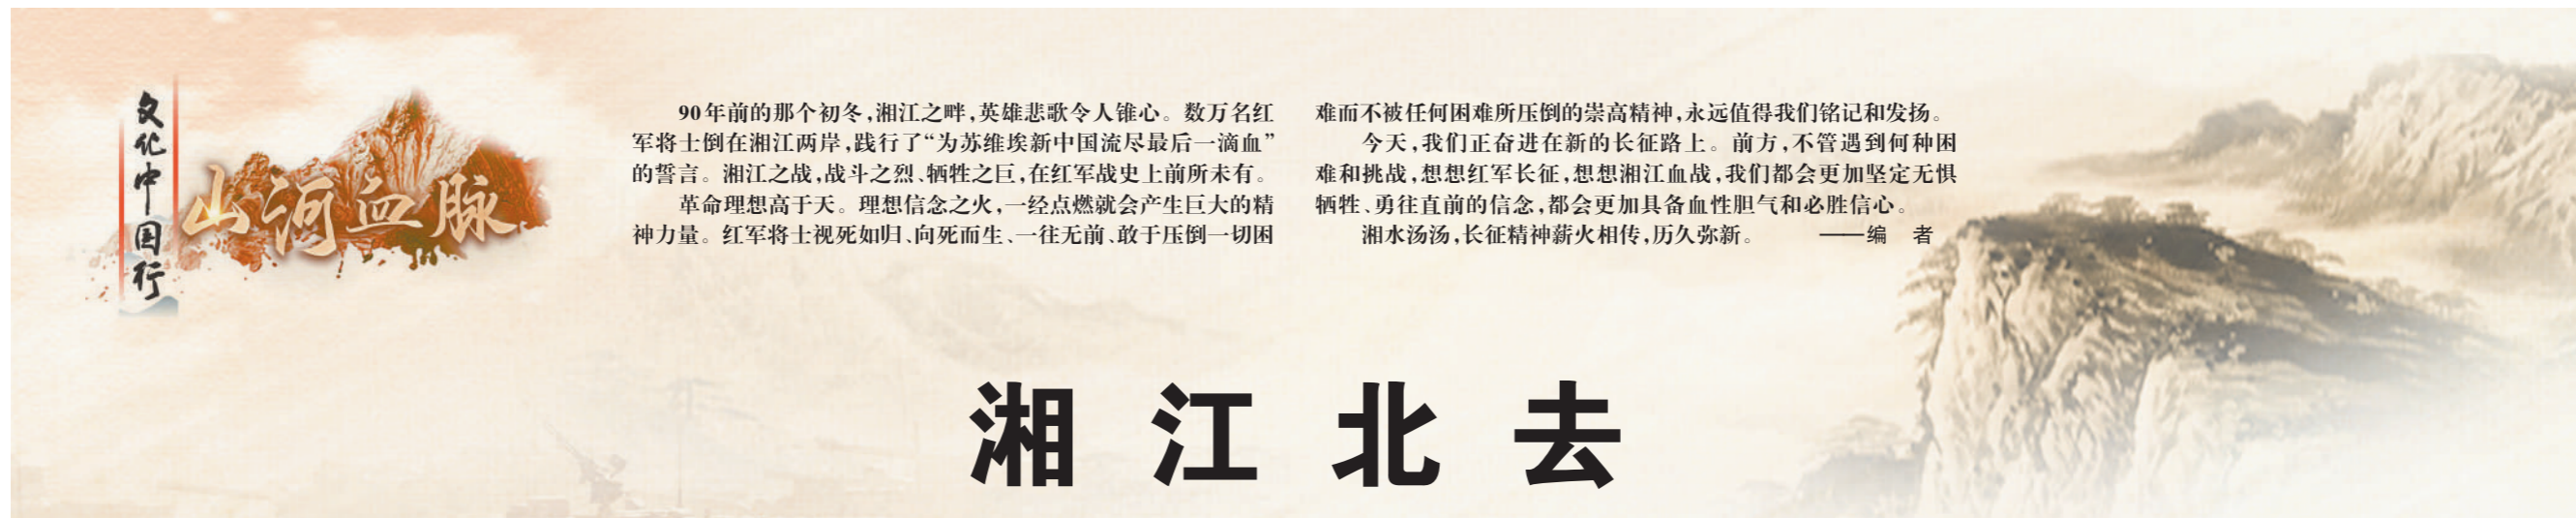 文化中国行
山河血脉
90年前的那个初冬,湘江之畔,英雄悲歌令人锥心。数万名红
军将士倒在湘江两岸,践行了“为苏维埃新中国流尽最后一滴血”
的誓言。湘江之战,战斗之烈、牺牲之巨,在红军战史上前所未有。
革命理想高于天。理想信念之火,一经点燃就会产生巨大的精
神力量。红军将士视死如归、向死而生、一往无前、敢于压倒一切困
难而不被任何困难所压倒的崇高精神,永远值得我们铭记和发扬。
今天,我们正奋进在新的长征路上。前方,不管遇到何种困
难和挑战,想想红军长征,想想湘江血战,我们都会更加坚定无惧
牺牲、勇往直前的信念,都会更加具备血性胆气和必胜信心。
湘水汤汤,长征精神薪火相传,历久弥新。 ——编 者
湘江北去